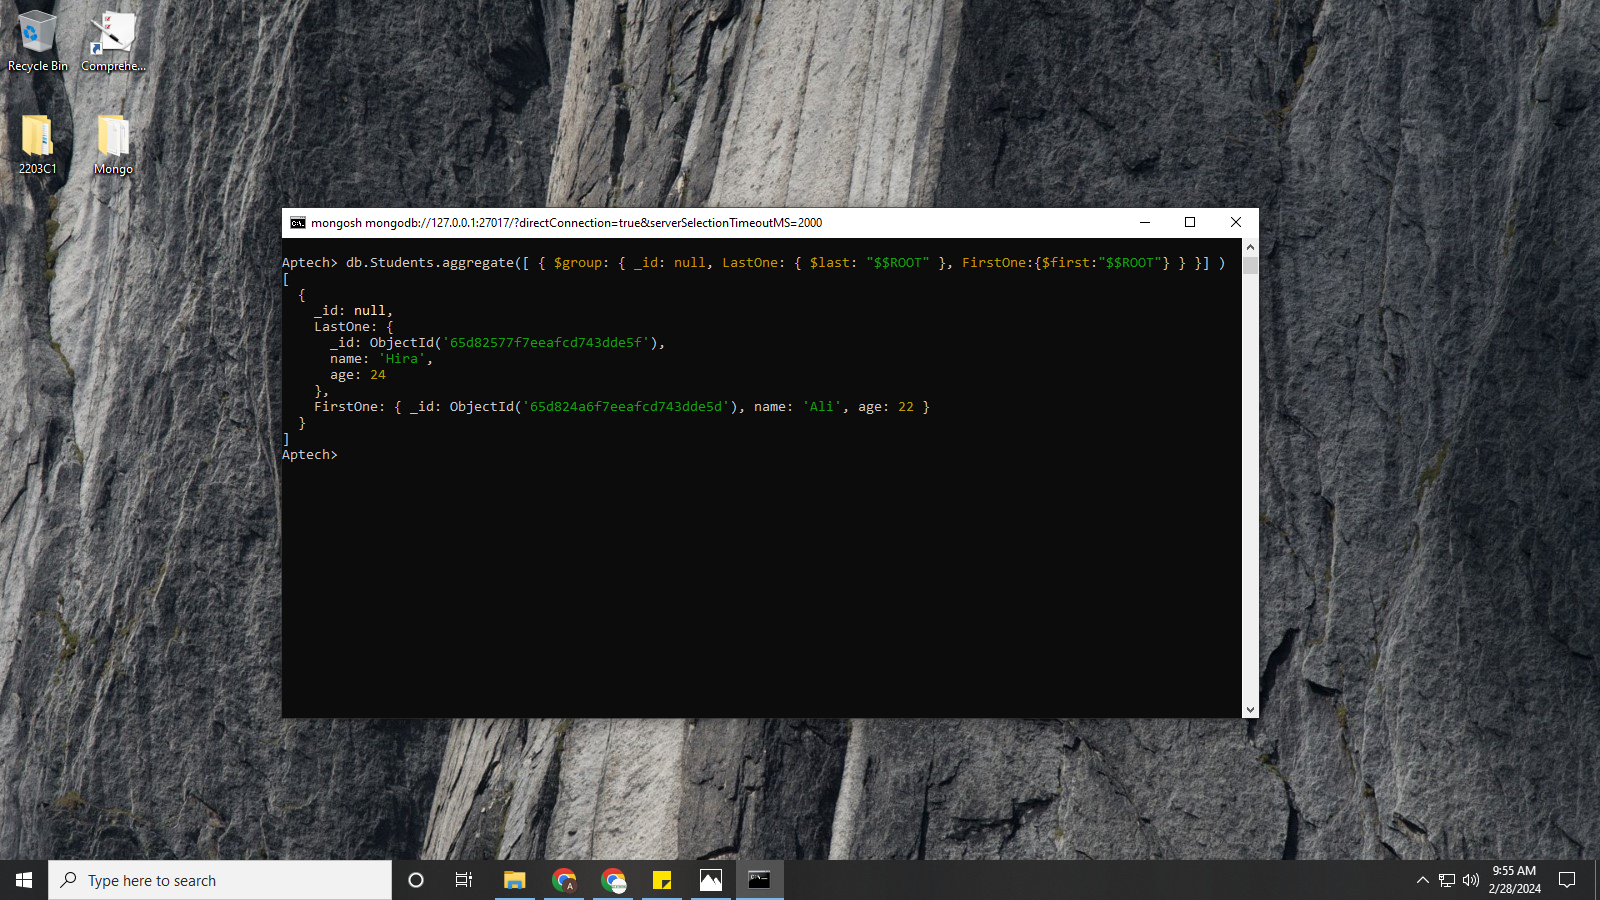 Recycle Bin
Comprehe...
2203C1
Mongo
mongosh mongodb://127.0.0.1:27017/?directConnection=true&serverSelectionTimeoutMS=2000
Aptech> db.Students.aggregate([ { $group: { _id: null, LastOne: { $last: "$$ROOT" }, FirstOne:{$first:"$$ROOT"} } }] )
[
  {
    _id: null,
    LastOne: {
      _id: ObjectId('65d82577f7eeafcd743dde5f'),
      name: 'Hira',
      age: 24
    },
    FirstOne: { _id: ObjectId('65d824a6f7eeafcd743dde5d'), name: 'Ali', age: 22 }
  }
]
Aptech>
Type here to search
9:55 AM
2/28/2024